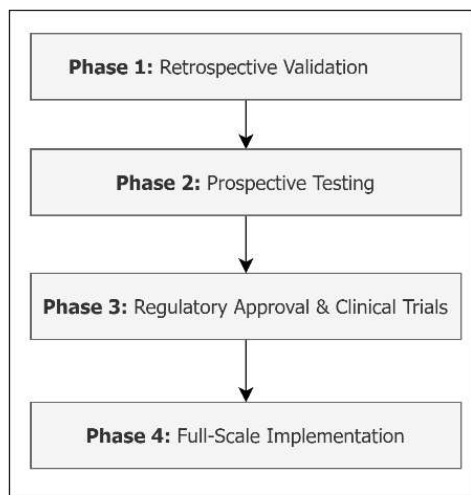 Phase 1: Retrospective Validation
Phase 2: Prospective Testing
Phase 3: Regulatory Approval & Clinical Trials
Phase 4: Full-Scale Implementation